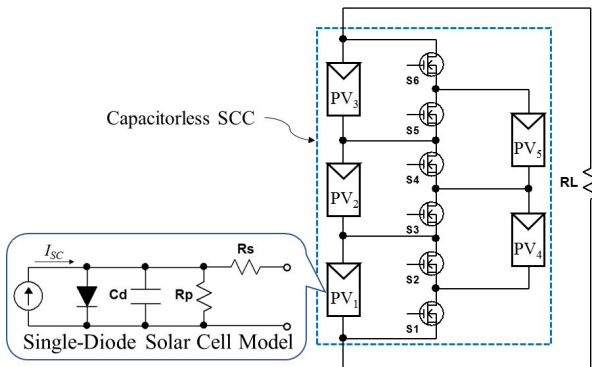 S6
PV3
Capacitorless SCC
S5
PV5
S4
RL
PV2
S3
PV4
ISC
Rs
S2
Cd
Rp
PV1
S1
Single-Diode Solar Cell Model